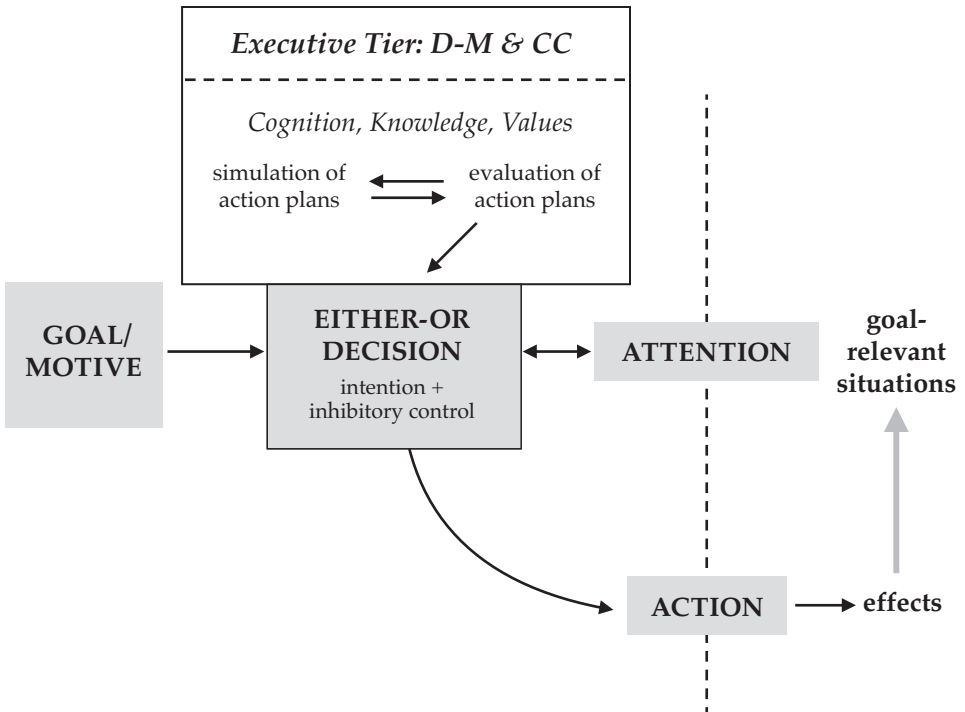 Executive Tier: D-M & CC
Cognition, Knowledge, Values
simulation of
action plans
evaluation of
action plans
GOAL/
MOTIVE
EITHER-OR
DECISION
intention +
inhibitory control
ATTENTION
goal-
relevant
situations
ACTION
effects